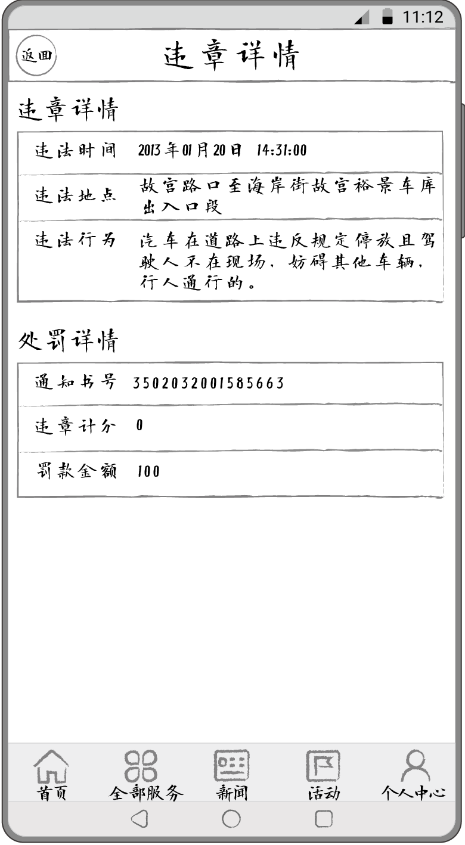 11:12
返回
违章详情
违章详情
违法时间 2013年01月20日 14:31:00
违法地点 故宫路口至海岸街故宫裕景车库
出入口段
违法行为 汽车在道路上违反规定停放且驾
驶人不在现场，妨碍其他车辆，
行人通行的。
处罚详情
通知书号 3502032001585663
违章计分 0
罚款金额 100
首页 全部服务 新闻 活动 个人中心